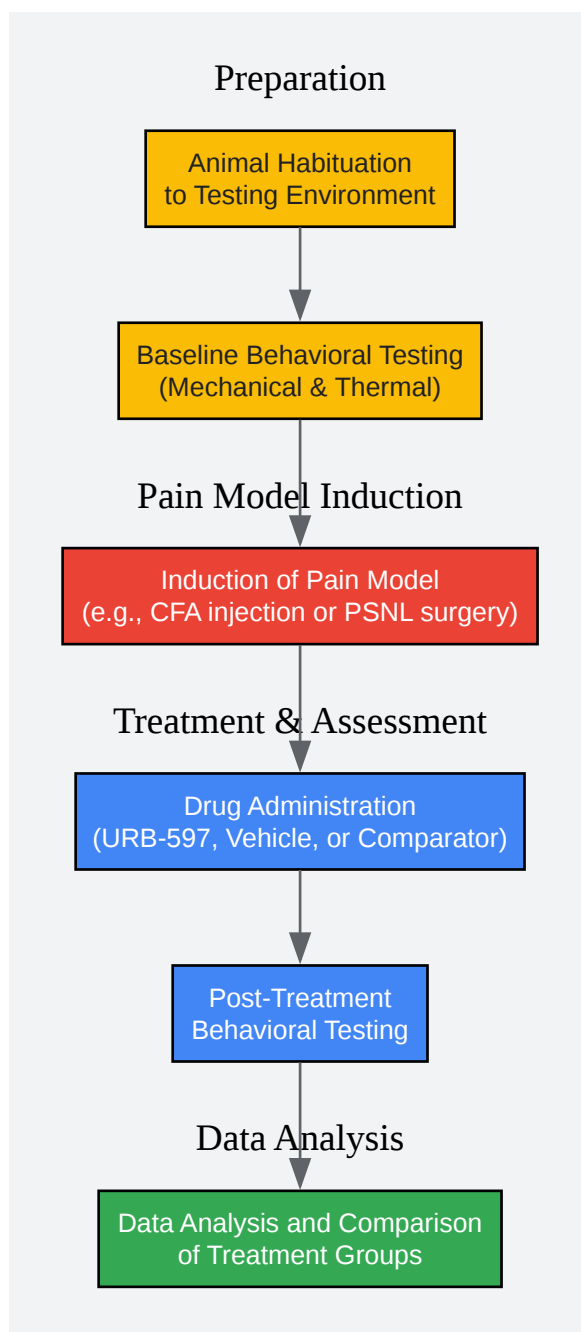 Preparation
Animal Habituation
to Testing Environment
Baseline Behavioral Testing
(Mechanical & Thermal)
Pain Model Induction
Induction of Pain Model
(e.g., CFA injection or PSNL surgery)
Treatment & Assessment
Drug Administration
(URB-597, Vehicle, or Comparator)
Post-Treatment
Behavioral Testing
Data Analysis
Data Analysis and Comparison
of Treatment Groups